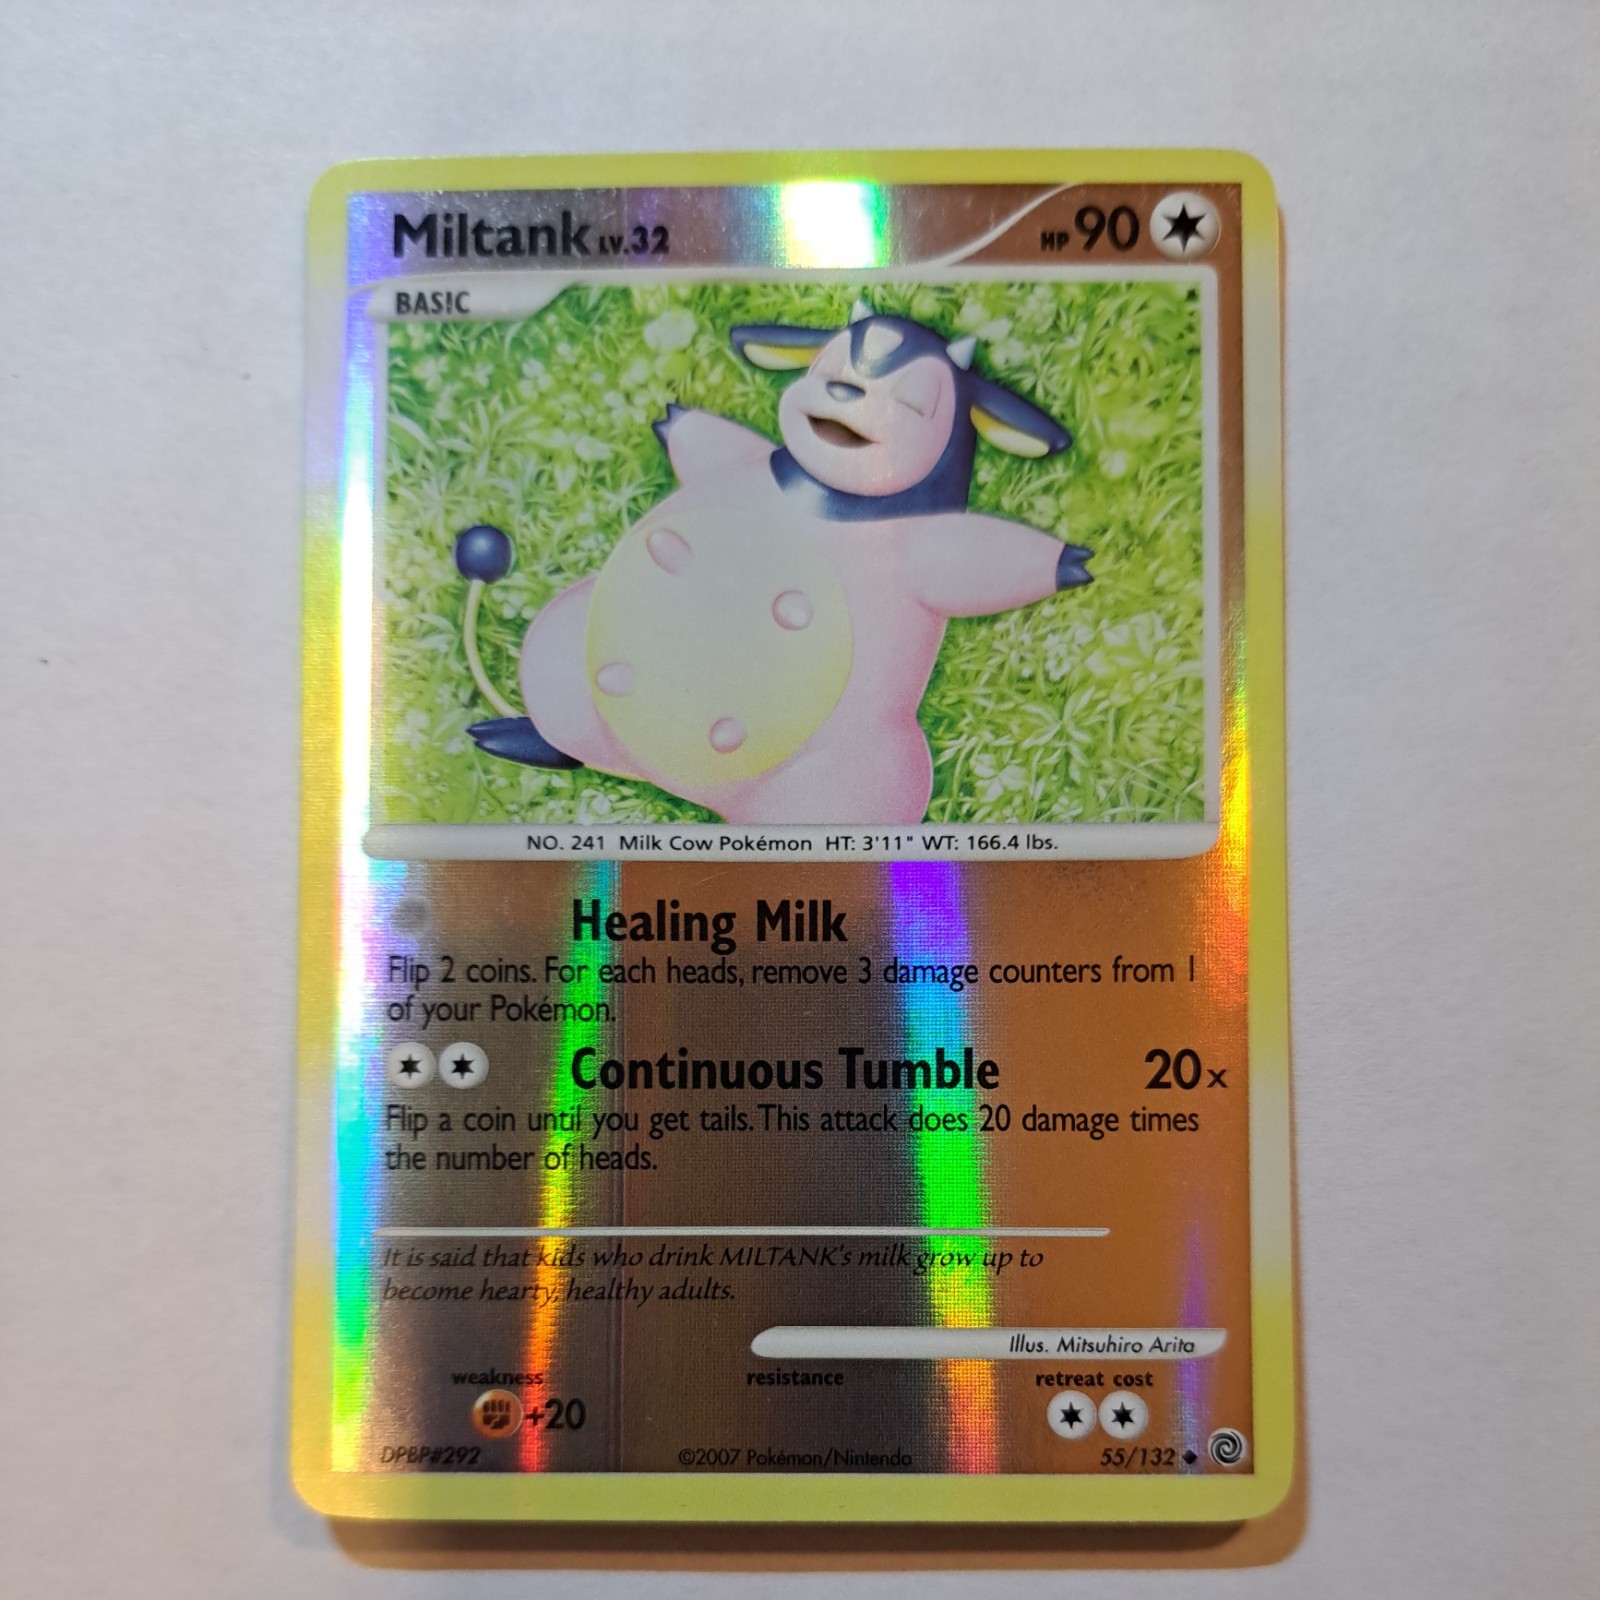 Miltank LV.32 HP 90
BASIC
NO. 241 Milk Cow Pokémon HT: 3'11" WT: 166.4 lbs.
Healing Milk
Flip 2 coins. For each heads, remove 3 damage counters from 1
of your Pokémon.
Continuous Tumble 20x
Flip a coin until you get tails. This attack does 20 damage times
the number of heads.
It is said that kids who drink MILTANK's milk grow up to
become hearty, healthy adults.
Illus. Mitsuhiro Arita
weakness resistance retreat cost
+20
DPBP#292 ©2007 Pokémon/Nintendo 55/132